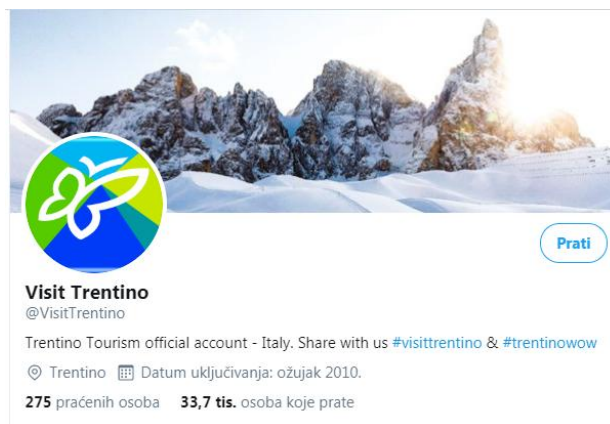 Prati
Visit Trentino
@VisitTrentino
Trentino Tourism official account - Italy. Share with us #visittrentino & #trentinowow
Trentino Datum uključivanja: ožujak 2010.
275 praćenih osoba 33,7 tis. osoba koje prate